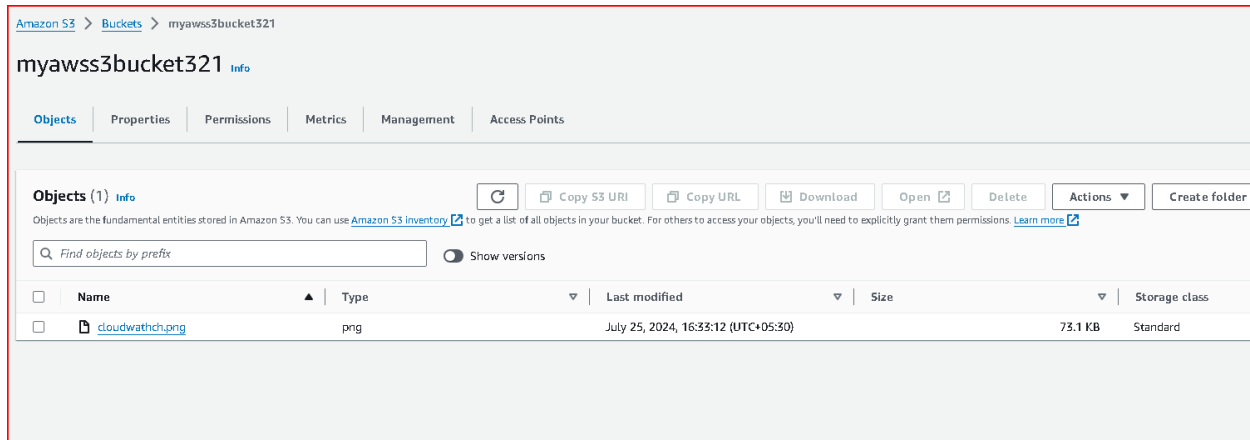 Amazon S3 > Buckets > myawss3bucket321
myawss3bucket321 Info
Objects Properties Permissions Metrics Management Access Points
Objects (1) Info Copy S3 URI Copy URL Download Open Delete Actions Create folder
Objects are the fundamental entities stored in Amazon S3. You can use Amazon S3 inventory to get a list of all objects in your bucket. For others to access your objects, you'll need to explicitly grant them permissions. Learn more
Find objects by prefix Show versions
Name Type Last modified Size Storage class
cloudwathch.png png July 25, 2024, 16:33:12 (UTC+05:30) 73.1 KB Standard